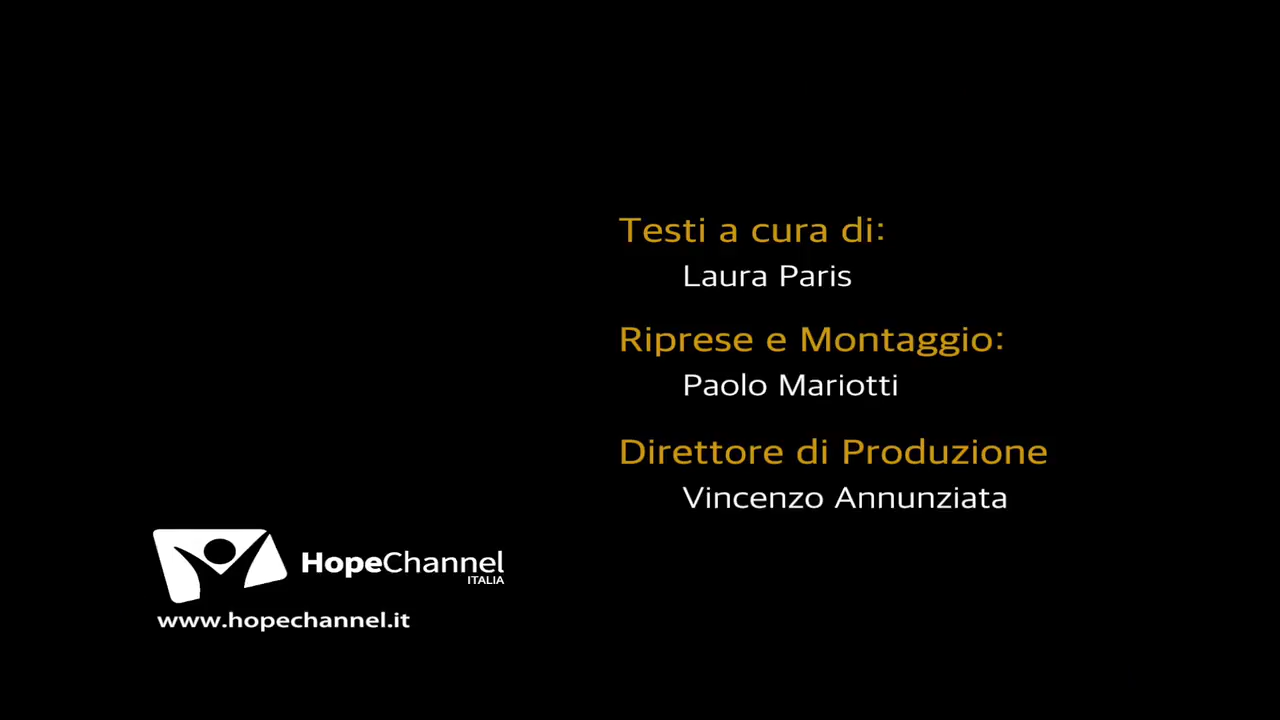 Testi a cura di:
Laura Paris
Riprese e Montaggio:
Paolo Mariotti
Direttore di Produzione
Vincenzo Annunziata
HopeChannel
ITALIA
www.hopechannel.it